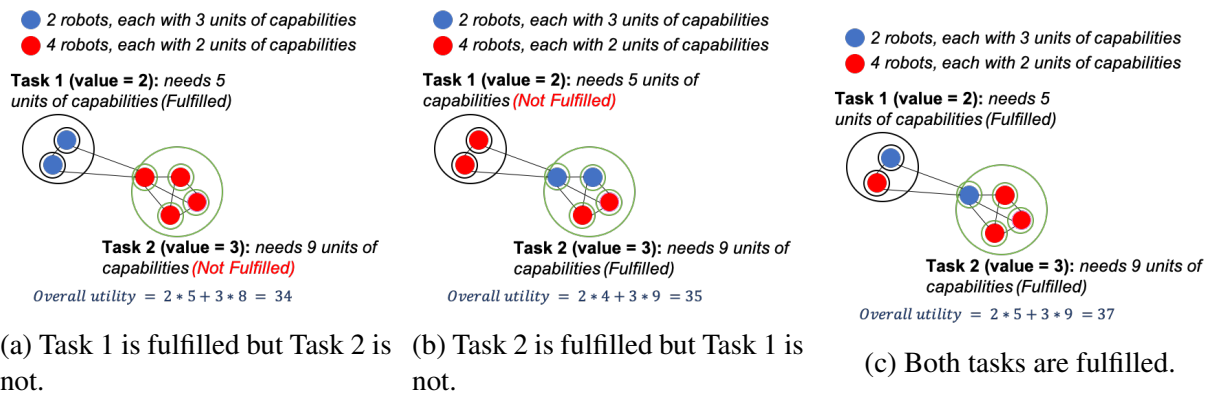 2 robots, each with 3 units of capabilities
4 robots, each with 2 units of capabilities
Task 1 (value = 2): needs 5
units of capabilities (Fulfilled)
Task 2 (value = 3): needs 9 units of
capabilities (Not Fulfilled)
Overall utility = 2 * 5 + 3 * 8 = 34
(a) Task 1 is fulfilled but Task 2 is
not.
2 robots, each with 3 units of capabilities
4 robots, each with 2 units of capabilities
Task 1 (value = 2): needs 5 units of
capabilities (Not Fulfilled)
Task 2 (value = 3): needs 9 units of
capabilities (Fulfilled)
Overall utility = 2 * 4 + 3 * 9 = 35
(b) Task 2 is fulfilled but Task 1 is
not.
2 robots, each with 3 units of capabilities
4 robots, each with 2 units of capabilities
Task 1 (value = 2): needs 5
units of capabilities (Fulfilled)
Task 2 (value = 3): needs 9 units of
capabilities (Fulfilled)
Overall utility = 2 * 5 + 3 * 9 = 37
(c) Both tasks are fulfilled.